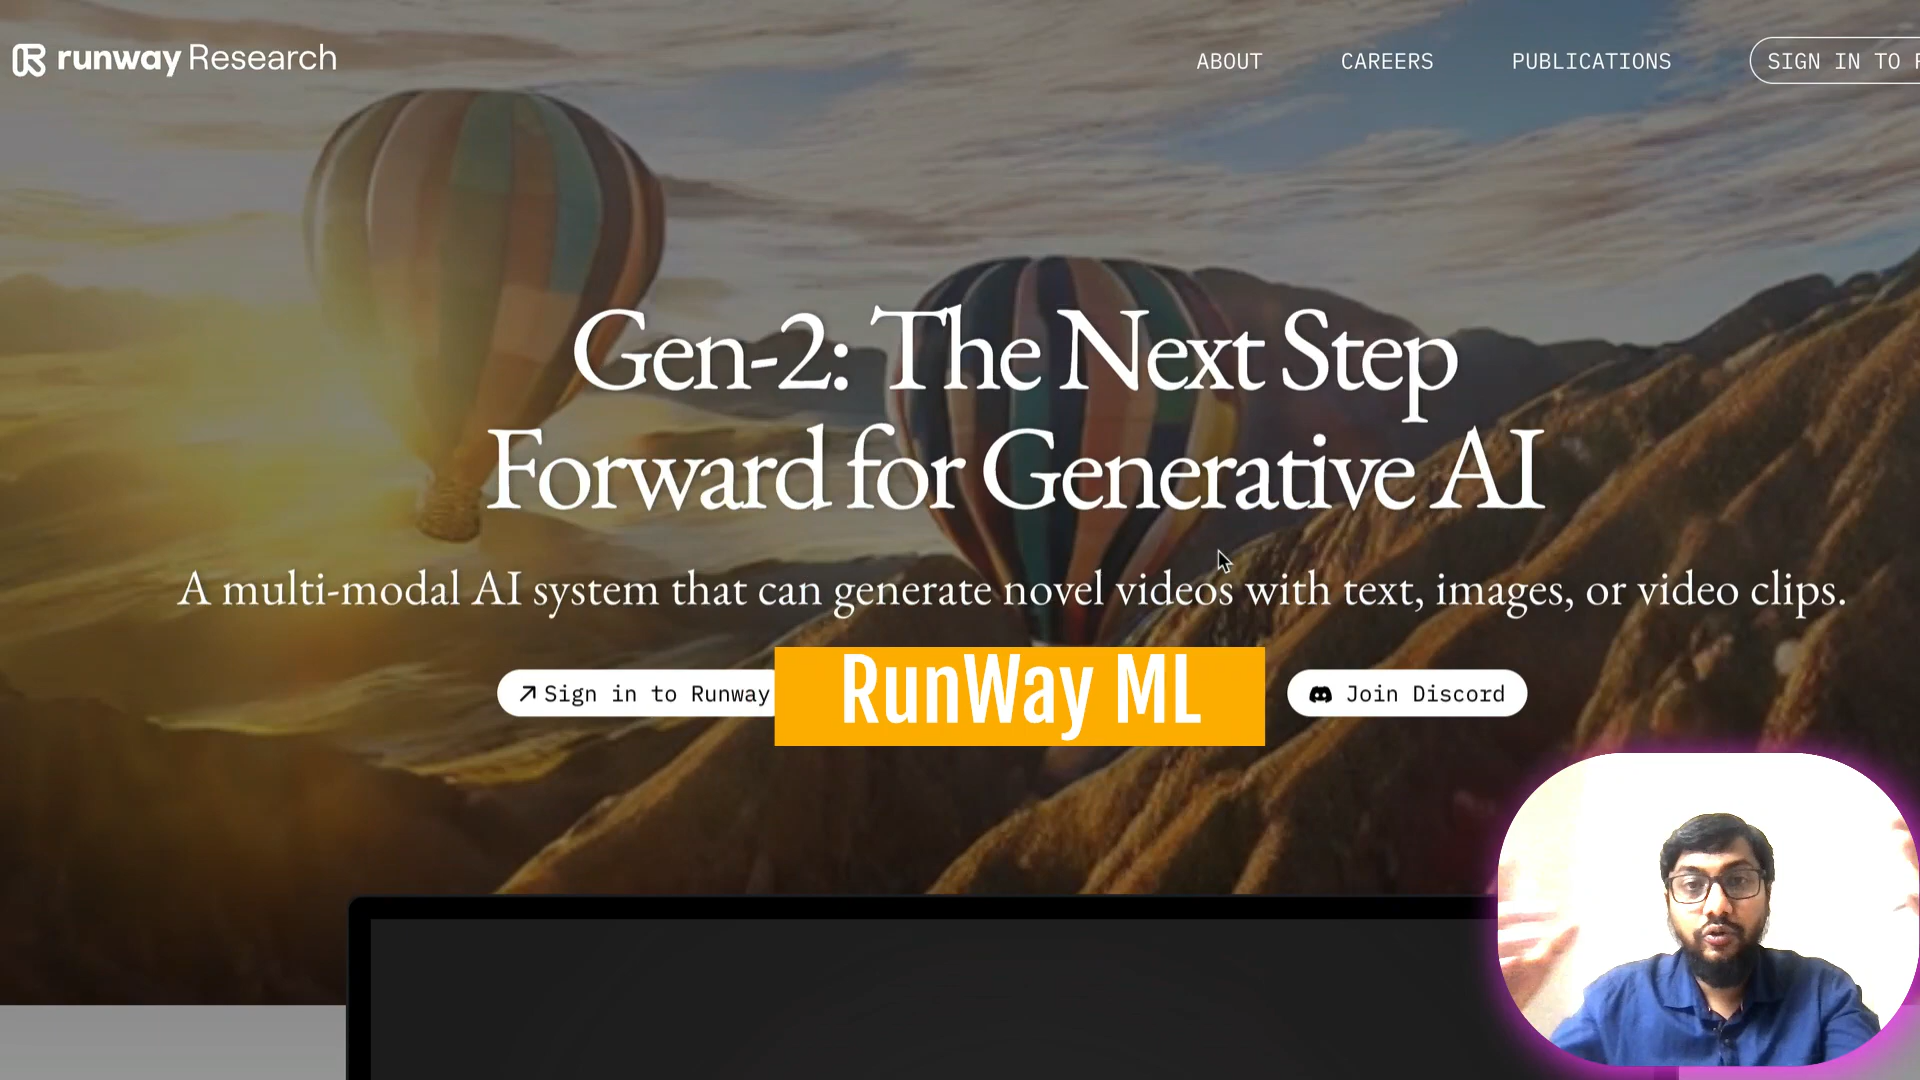 runway Research
ABOUT
CAREERS
PUBLICATIONS
SIGN IN TO
Gen-2: The Next Step
Forward for Generative AI
A multi-modal AI system that can generate novel videos with text, images, or video clips.
Sign in to Runway
RunWay ML
Join Discord